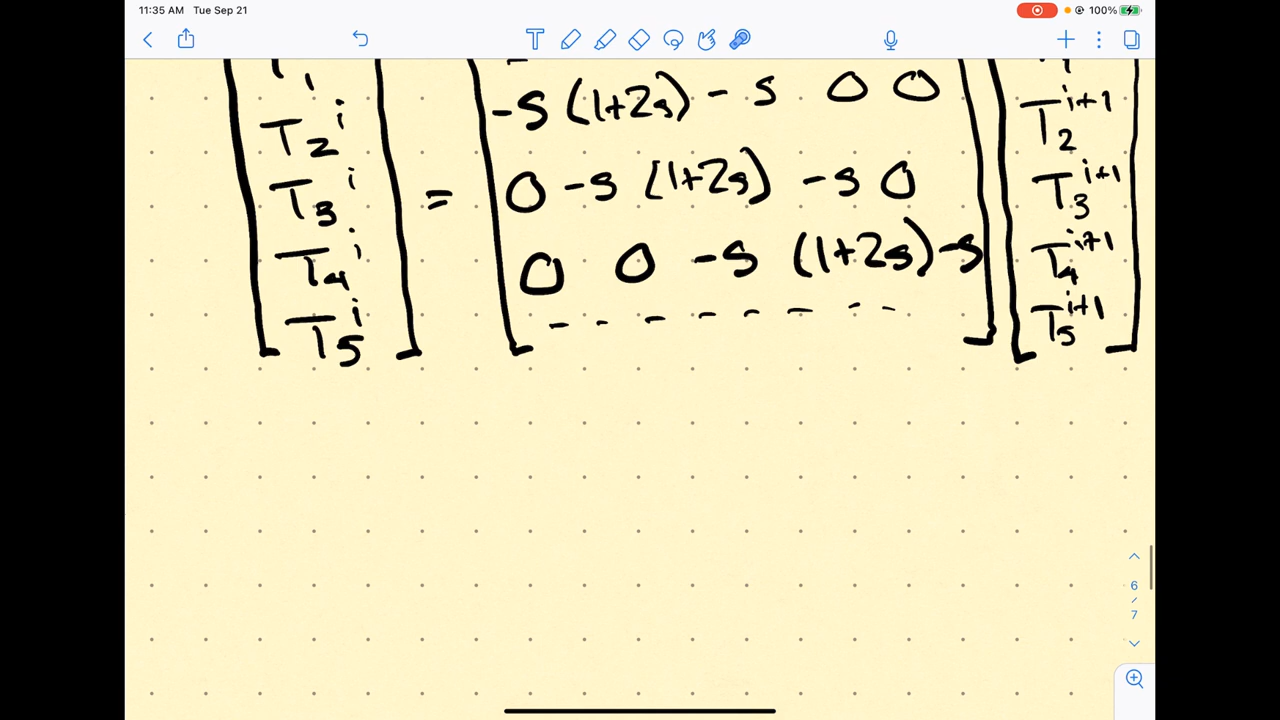 11:35 AM Tue Sep 21
100%
T₁
-s (1+2s) -s 0 0
T₂ⁱ
T₂ⁱ⁺¹
T₃ⁱ = 0 -s (1+2s) -s 0
T₃ⁱ⁺¹
T₄ⁱ
0 0 -s (1+2s) -s
T₄ⁱ⁺¹
T₅ⁱ
- - - - - - - -
T₅ⁱ⁺¹
6
/
7